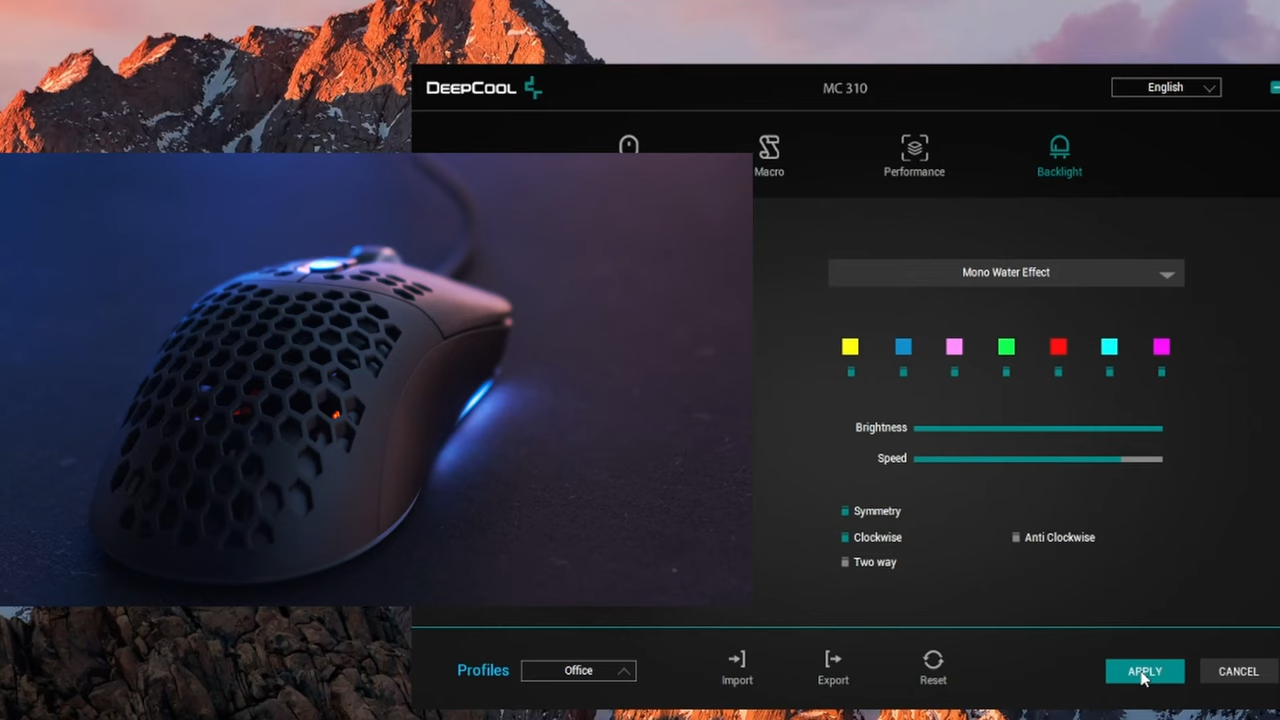 DEEPCOOL
MC 310
English
Macro
Performance
Backlight
Mono Water Effect
Brightness
Speed
Symmetry
Clockwise
Anti Clockwise
Two way
Profiles
Office
Import
Export
Reset
APPLY
CANCEL